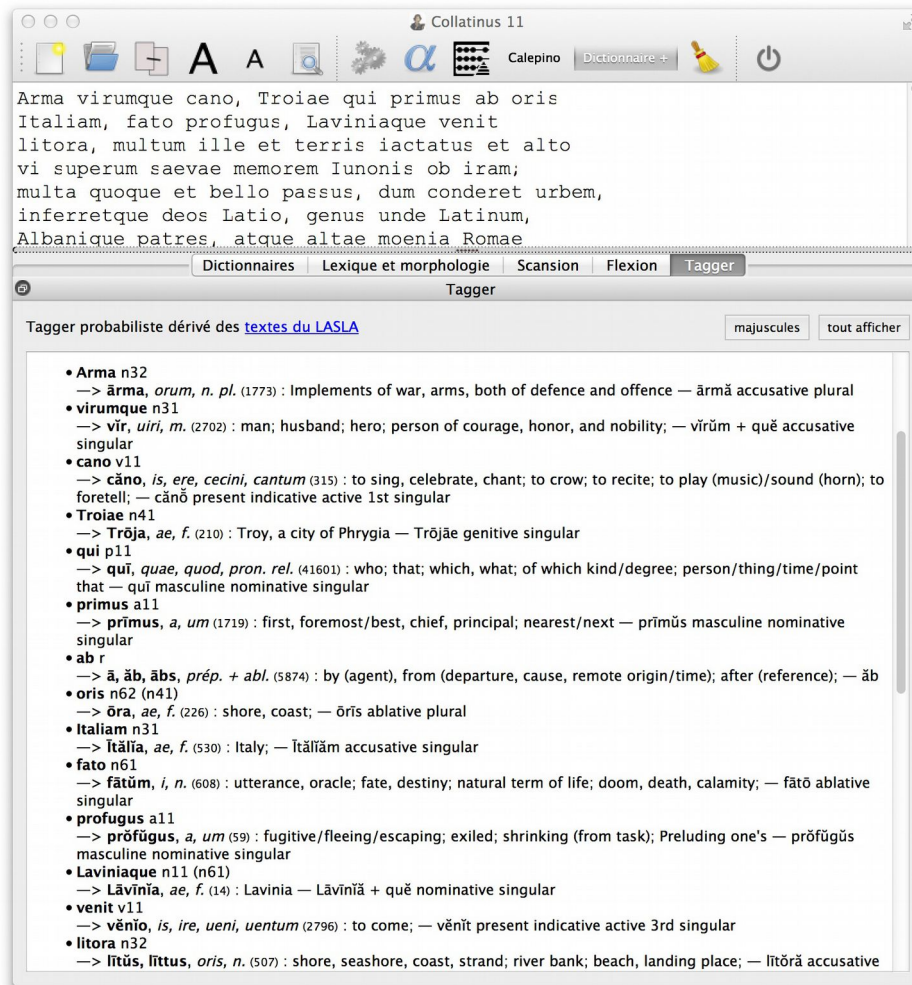 Collatinus 11
A A α Calepino Dictionnaire +
Arma virumque cano, Troiae qui primus ab oris
Italiam, fato profugus, Laviniaque venit
litora, multum ille et terris iactatus et alto
vi superum saevae memorem Iunonis ob iram;
multa quoque et bello passus, dum conderet urbem,
inferretque deos Latio, genus unde Latinum,
Albanique patres, atque altae moenia Romae
Dictionnaires Lexique et morphologie Scansion Flexion Tagger
Tagger
Tagger probabiliste dérivé des textes du LASLA majuscules tout afficher
• Arma n32
—> ārma, orum, n. pl. (1773) : Implements of war, arms, both of defence and offence — ārmă accusative plural
• virumque n31
—> vĭr, uiri, m. (2702) : man; husband; hero; person of courage, honor, and nobility; — vĭrŭm + quĕ accusative
singular
• cano v11
—> căno, is, ere, cecini, cantum (315) : to sing, celebrate, chant; to crow; to recite; to play (music)/sound (horn); to
foretell; — cănō̆ present indicative active 1st singular
• Troiae n41
—> Trōja, ae, f. (210) : Troy, a city of Phrygia — Trōjāe genitive singular
• qui p11
—> quī, quae, quod, pron. rel. (41601) : who; that; which, what; of which kind/degree; person/thing/time/point
that — quī masculine nominative singular
• primus a11
—> prīmus, a, um (1719) : first, foremost/best, chief, principal; nearest/next — prīmŭs masculine nominative
singular
• ab r
—> ā, ăb, ābs, prép. + abl. (5874) : by (agent), from (departure, cause, remote origin/time); after (reference); — ăb
• oris n62 (n41)
—> ōra, ae, f. (226) : shore, coast; — ōrīs ablative plural
• Italiam n31
—> Ītălĭa, ae, f. (530) : Italy; — Ītălĭăm accusative singular
• fato n61
—> fātŭm, i, n. (608) : utterance, oracle; fate, destiny; natural term of life; doom, death, calamity; — fātō ablative
singular
• profugus a11
—> prŏfŭgus, a, um (59) : fugitive/fleeing/escaping; exiled; shrinking (from task); Preluding one's — prŏfŭgŭs
masculine nominative singular
• Laviniaque n11 (n61)
—> Lāvīnĭa, ae, f. (14) : Lavinia — Lāvīnĭă + quĕ nominative singular
• venit v11
—> vĕnĭo, is, ire, ueni, uentum (2796) : to come; — vĕnĭt present indicative active 3rd singular
• litora n32
—> lītŭs, līttus, oris, n. (507) : shore, seashore, coast, strand; river bank; beach, landing place; — lītŏră accusative